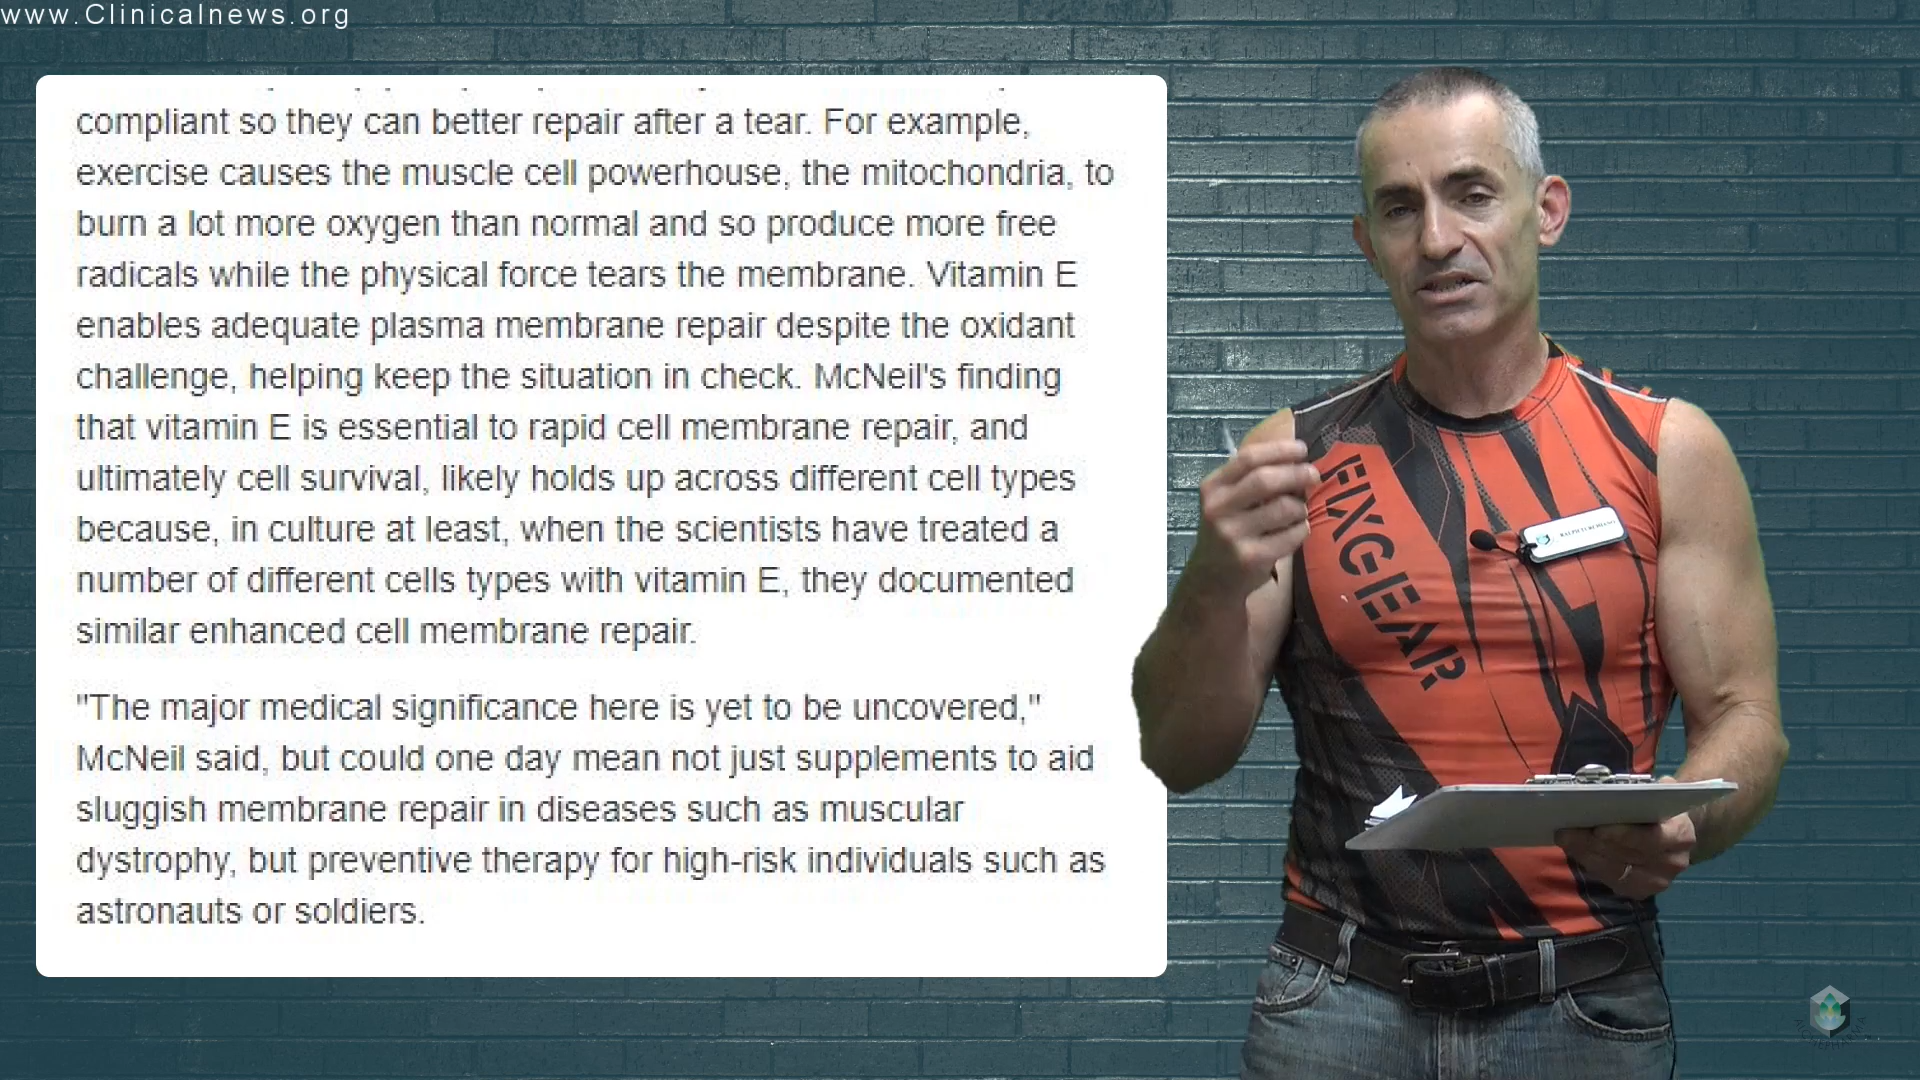 www.Clinicalnews.org
compliant so they can better repair after a tear. For example,
exercise causes the muscle cell powerhouse, the mitochondria, to
burn a lot more oxygen than normal and so produce more free
radicals while the physical force tears the membrane. Vitamin E
enables adequate plasma membrane repair despite the oxidant
challenge, helping keep the situation in check. McNeil's finding
that vitamin E is essential to rapid cell membrane repair, and
ultimately cell survival, likely holds up across different cell types
because, in culture at least, when the scientists have treated a
number of different cells types with vitamin E, they documented
similar enhanced cell membrane repair.
"The major medical significance here is yet to be uncovered,"
McNeil said, but could one day mean not just supplements to aid
sluggish membrane repair in diseases such as muscular
dystrophy, but preventive therapy for high-risk individuals such as
astronauts or soldiers.
FIXGEAR